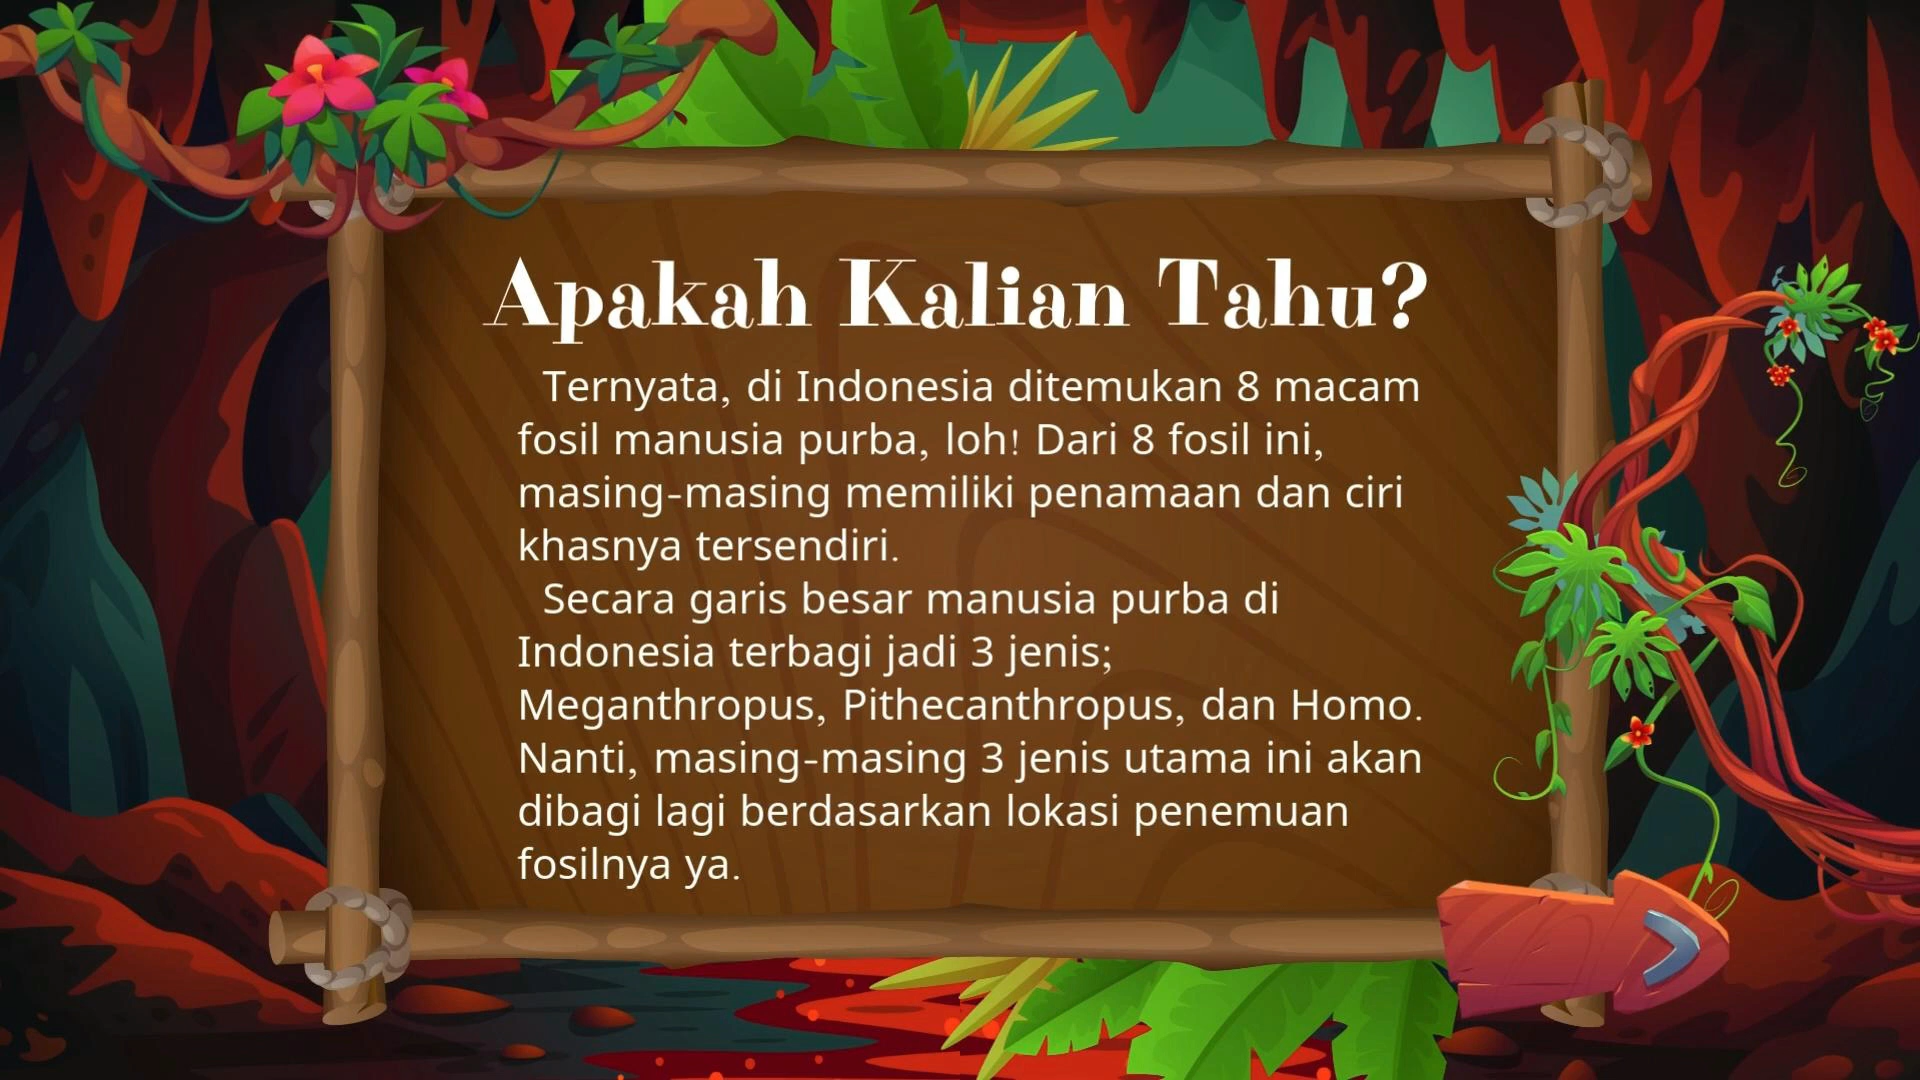 Apakah Kalian Tahu?
Ternyata, di Indonesia ditemukan 8 macam
fosil manusia purba, loh! Dari 8 fosil ini,
masing-masing memiliki penamaan dan ciri
khasnya tersendiri.
Secara garis besar manusia purba di
Indonesia terbagi jadi 3 jenis;
Meganthropus, Pithecanthropus, dan Homo.
Nanti, masing-masing 3 jenis utama ini akan
dibagi lagi berdasarkan lokasi penemuan
fosilnya ya.